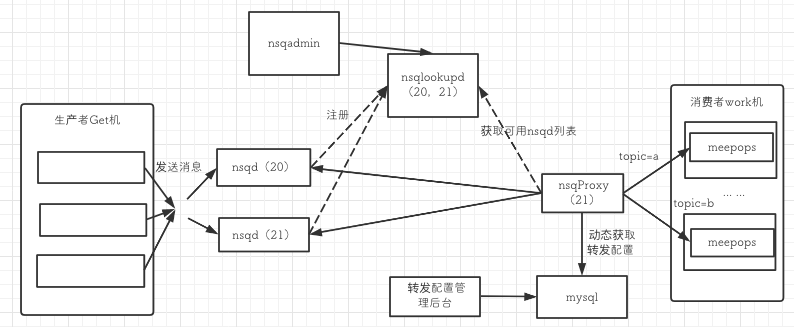 nsqadmin
nsqlookupd
（20，21）
生产者Get机
消费者work机
注册
获取可用nsqd列表
发送消息
nsqd（20）
nsqd（21）
nsqProxy
（21）
topic=a
meepops
... ...
topic=b
meepops
动态获取
转发配置
转发配置管
理后台
mysql